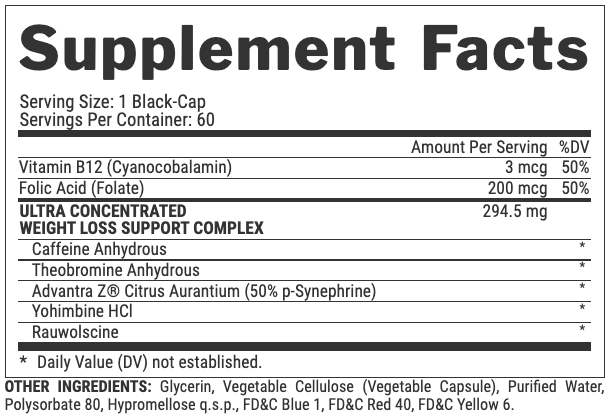 Supplement Facts
Serving Size: 1 Black-Cap
Servings Per Container: 60
Amount Per Serving %DV
Vitamin B12 (Cyanocobalamin) 3 mcg 50%
Folic Acid (Folate) 200 mcg 50%
ULTRA CONCENTRATED 294.5 mg
WEIGHT LOSS SUPPORT COMPLEX
Caffeine Anhydrous *
Theobromine Anhydrous *
Advantra Z® Citrus Aurantium (50% p-Synephrine) *
Yohimbine HCl *
Rauwolscine *
* Daily Value (DV) not established.
OTHER INGREDIENTS: Glycerin, Vegetable Cellulose (Vegetable Capsule), Purified Water,
Polysorbate 80, Hypromellose q.s.p., FD&C Blue 1, FD&C Red 40, FD&C Yellow 6.